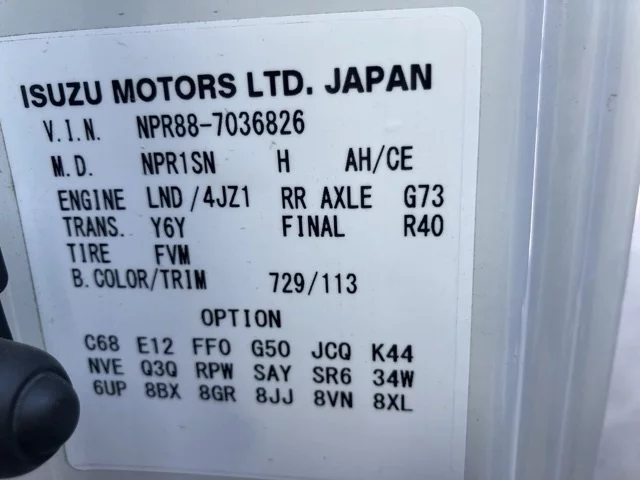 ISUZU MOTORS LTD. JAPAN
V.I.N. NPR88-7036826
M.D. NPR1SN H AH/CE
ENGINE LND/4JZ1 RR AXLE G73
TRANS. Y6Y FINAL R40
TIRE FVM
B.COLOR/TRIM 729/113
OPTION
C68 E12 FFO G50 JCQ K44
NVE Q3Q RPW SAY SR6 34W
6UP 8BX 8GR 8JJ 8VN 8XL